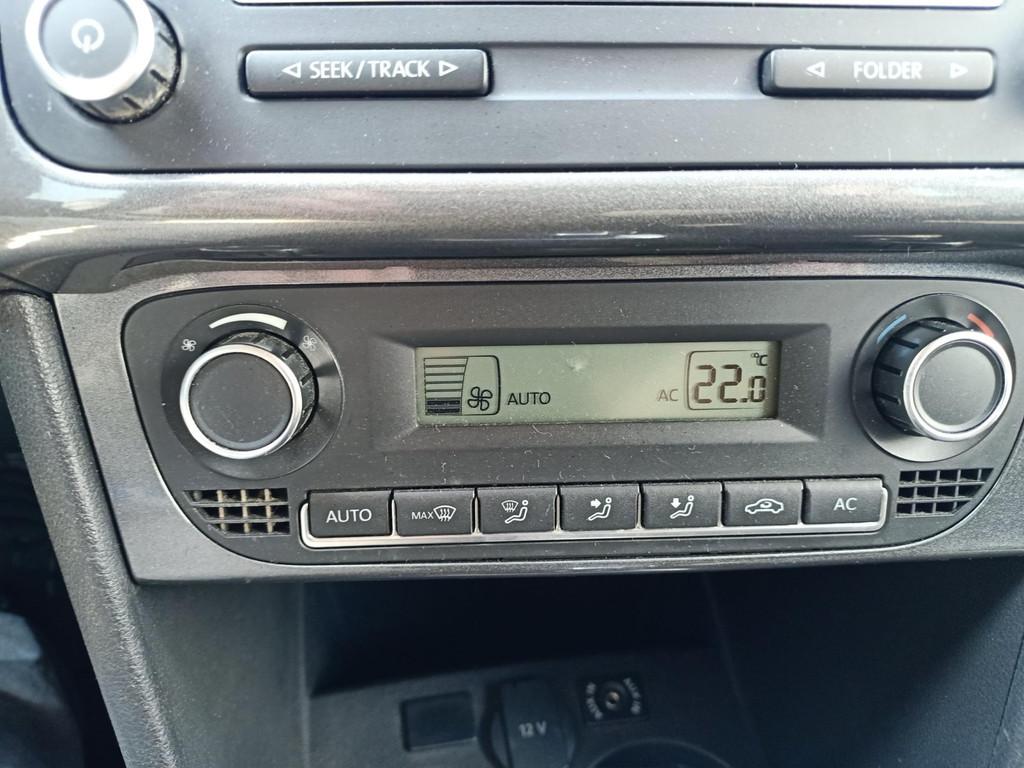 SEEK / TRACK
FOLDER
AUTO
AC
22.0
°C
AUTO
MAX
AC
12 V